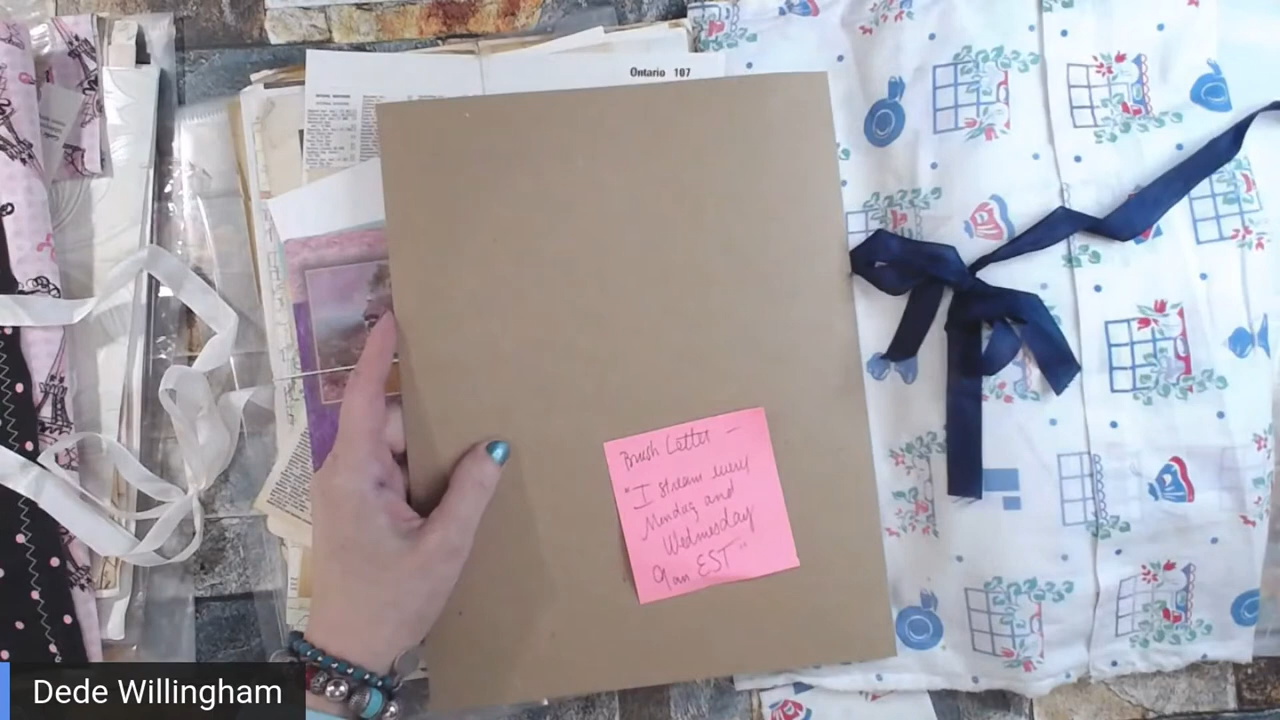 Ontario 107
Brush Letter -
"I stream every
Monday and
Wednesday
9am EST"
Dede Willingham